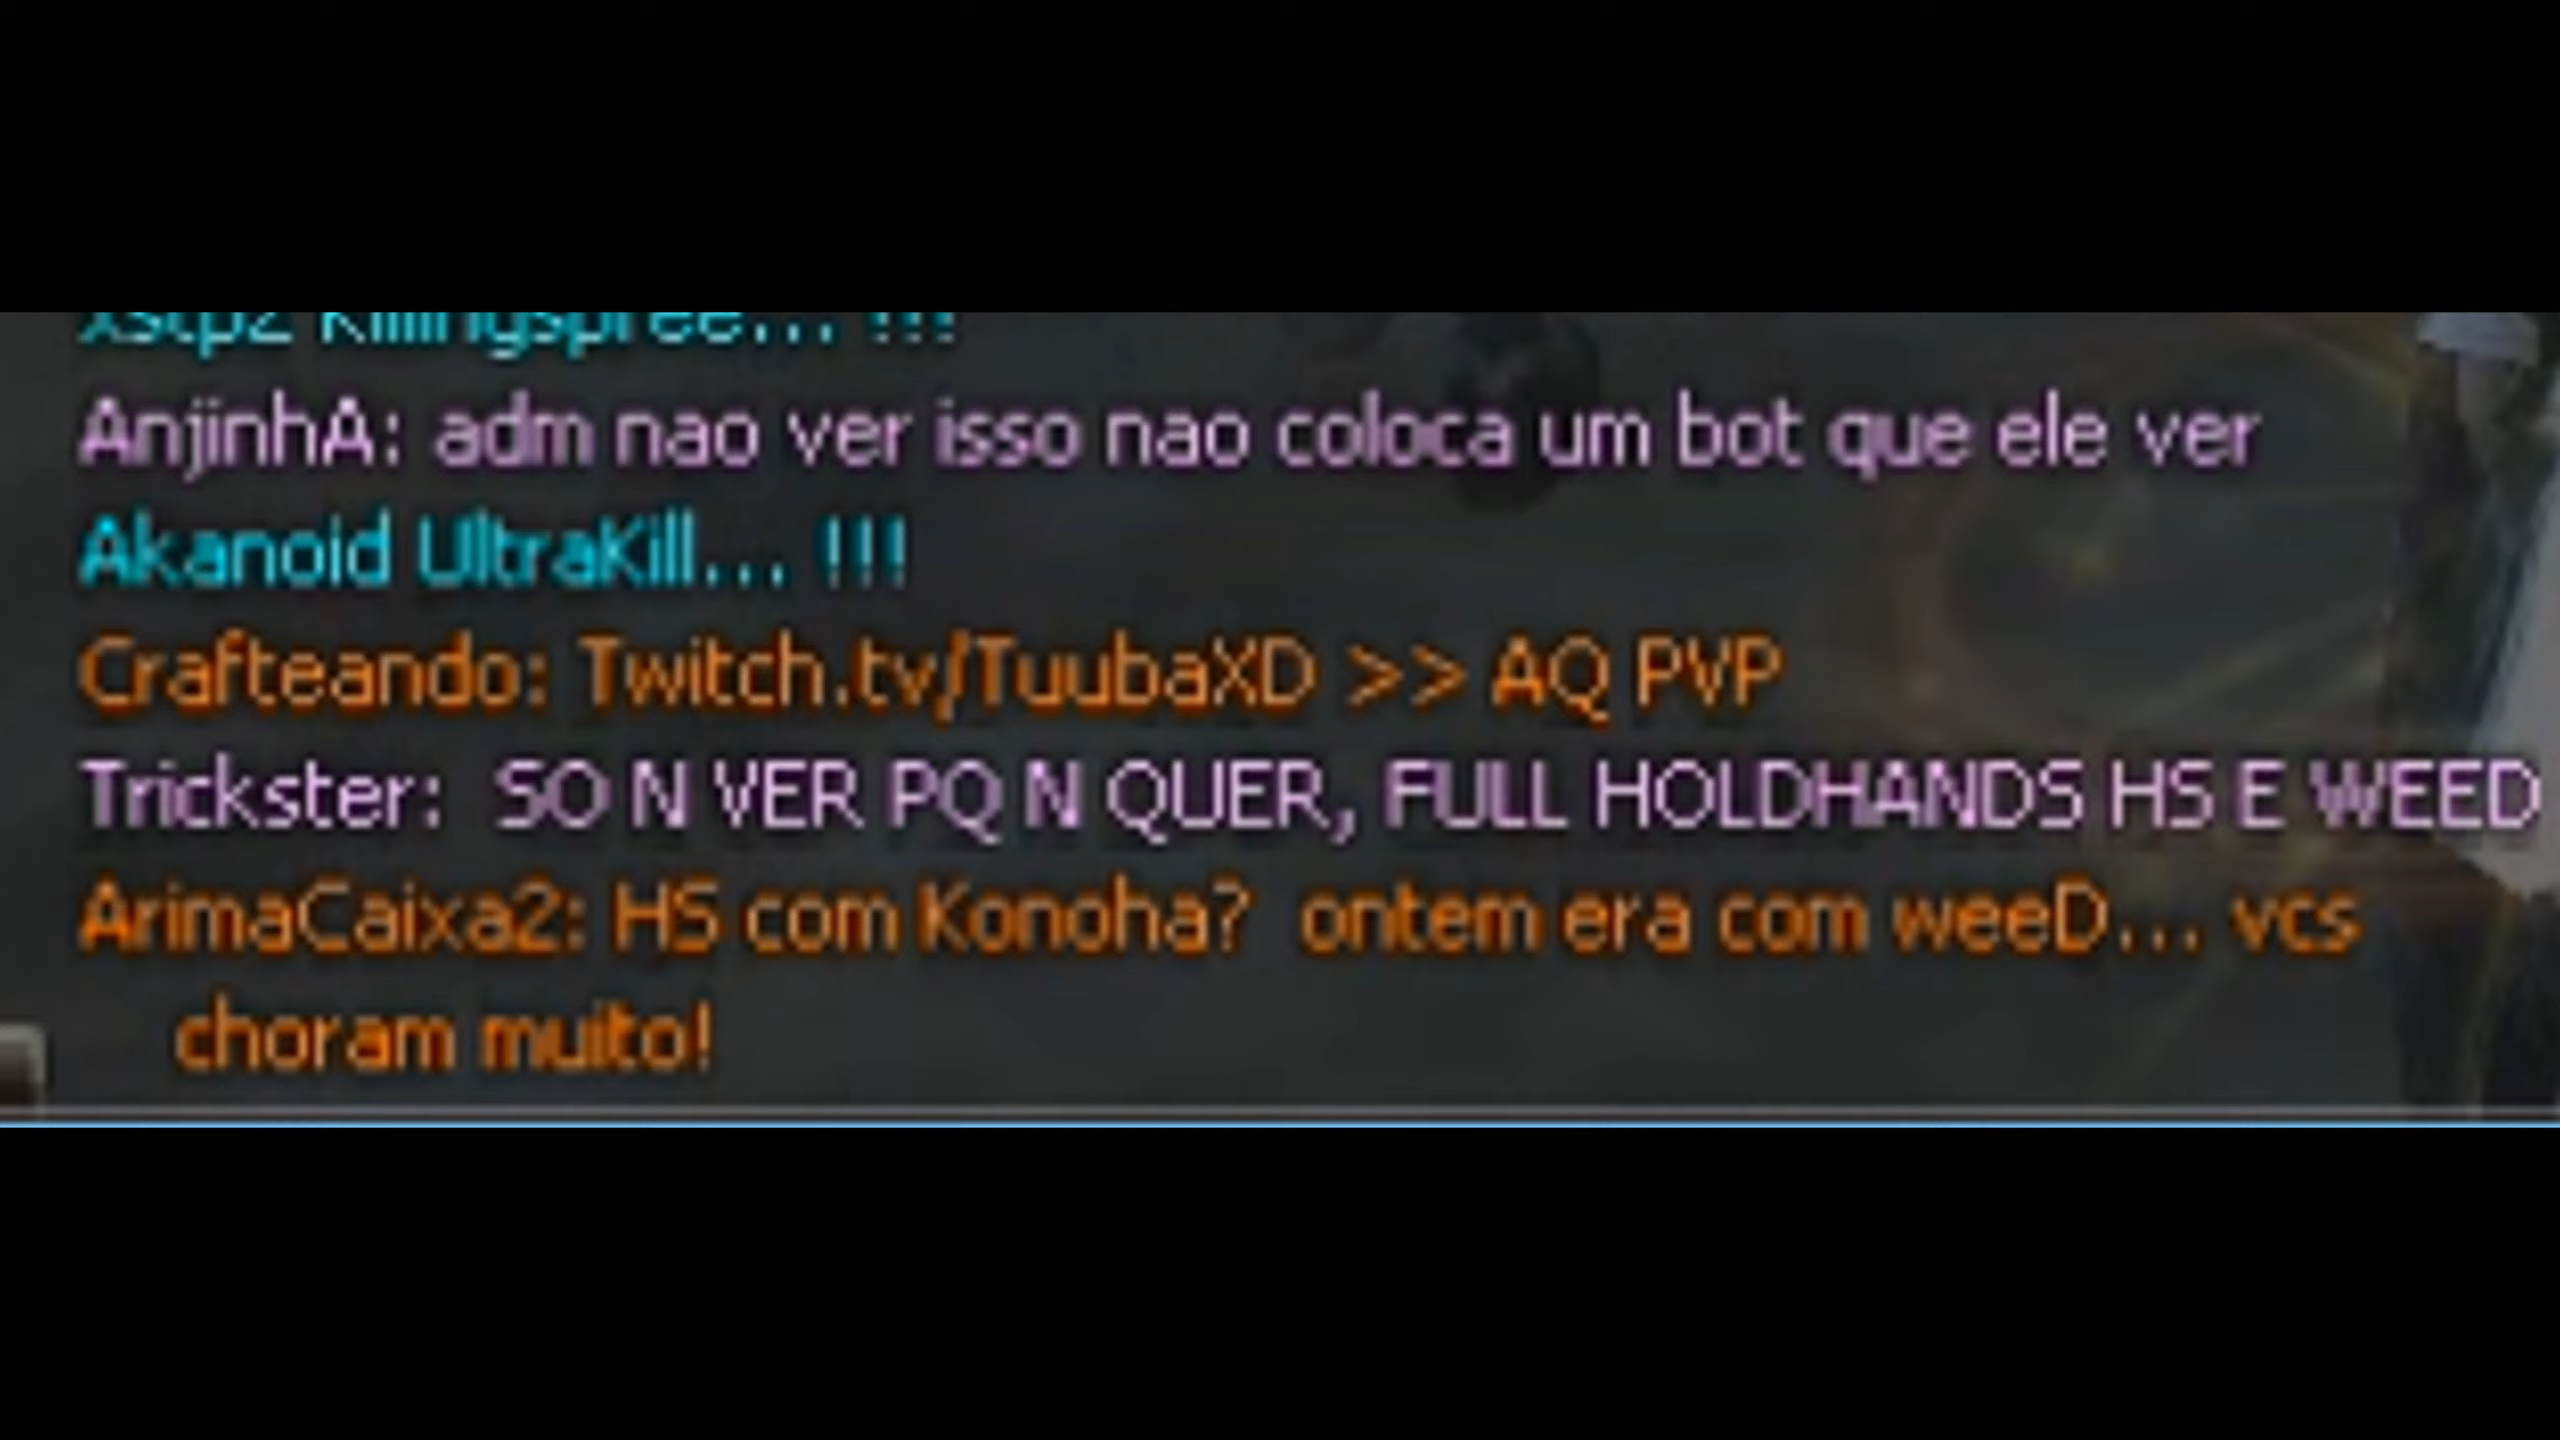 Killingspree... !!!
AnjinhA: adm nao ver isso nao coloca um bot que ele ver
Akanoid UltraKill... !!!
Crafteando: Twitch.tv/TuubaXD >> AQ PVP
Trickster: SO N VER PQ N QUER, FULL HOLDHANDS HS E WEED
ArimaCaixa2: HS com Konoha? ontem era com weeD... vcs
choram muito!